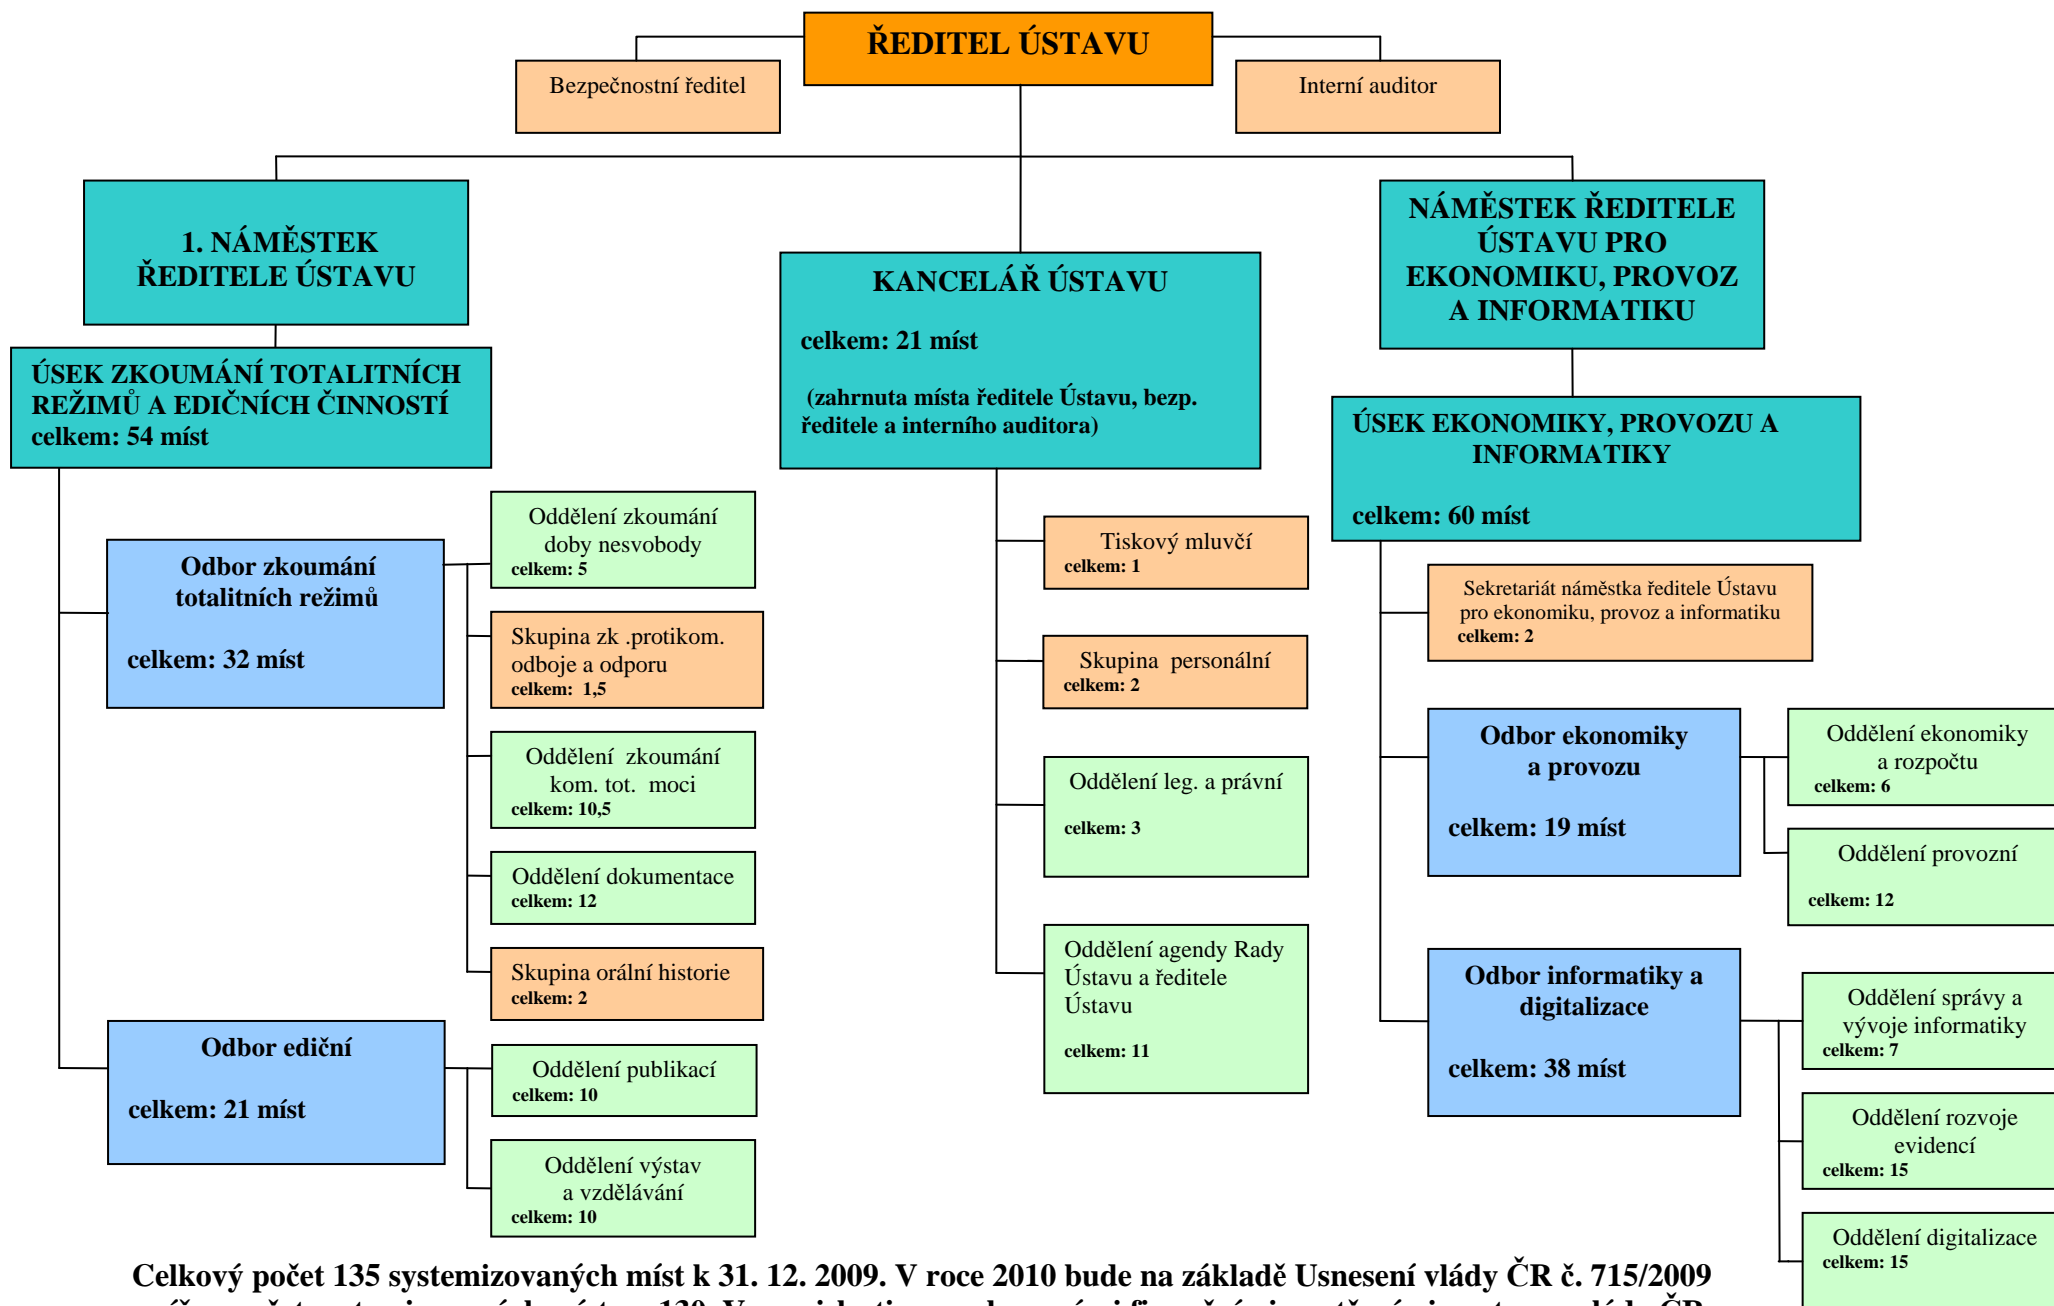 ŘEDITEL ÚSTAVU
Bezpečnostní ředitel
Interní auditor
1. NÁMĚSTEK
ŘEDITELE ÚSTAVU
ÚSEK ZKOUMÁNÍ TOTALITNÍCH
REŽIMŮ A EDIČNÍCH ČINNOSTÍ
celkem: 54 míst
Odbor zkoumání
totalitních režimů
celkem: 32 míst
Oddělení zkoumání
doby nesvobody
celkem: 5
Skupina zk .protikom.
odboje a odporu
celkem: 1,5
Oddělení zkoumání
kom. tot. moci
celkem: 10,5
Oddělení dokumentace
celkem: 12
Skupina orální historie
celkem: 2
Odbor ediční
celkem: 21 míst
Oddělení publikací
celkem: 10
Oddělení výstav
a vzdělávání
celkem: 10
KANCELÁŘ ÚSTAVU
celkem: 21 míst
(zahrnuta místa ředitele Ústavu, bezp.
ředitele a interního auditora)
Tiskový mluvčí
celkem: 1
Skupina personální
celkem: 2
Oddělení leg. a právní
celkem: 3
Oddělení agendy Rady
Ústavu a ředitele
Ústavu
celkem: 11
NÁMĚSTEK ŘEDITELE
ÚSTAVU PRO
EKONOMIKU, PROVOZ
A INFORMATIKU
ÚSEK EKONOMIKY, PROVOZU A
INFORMATIKY
celkem: 60 míst
Sekretariát náměstka ředitele Ústavu
pro ekonomiku, provoz a informatiku
celkem: 2
Odbor ekonomiky
a provozu
celkem: 19 míst
Oddělení ekonomiky
a rozpočtu
celkem: 6
Oddělení provozní
celkem: 12
Odbor informatiky a
digitalizace
celkem: 38 míst
Oddělení správy a
vývoje informatiky
celkem: 7
Oddělení rozvoje
evidencí
celkem: 15
Oddělení digitalizace
celkem: 15
Celkový počet 135 systemizovaných míst k 31. 12. 2009. V roce 2010 bude na základě Usnesení vlády ČR č. 715/2009